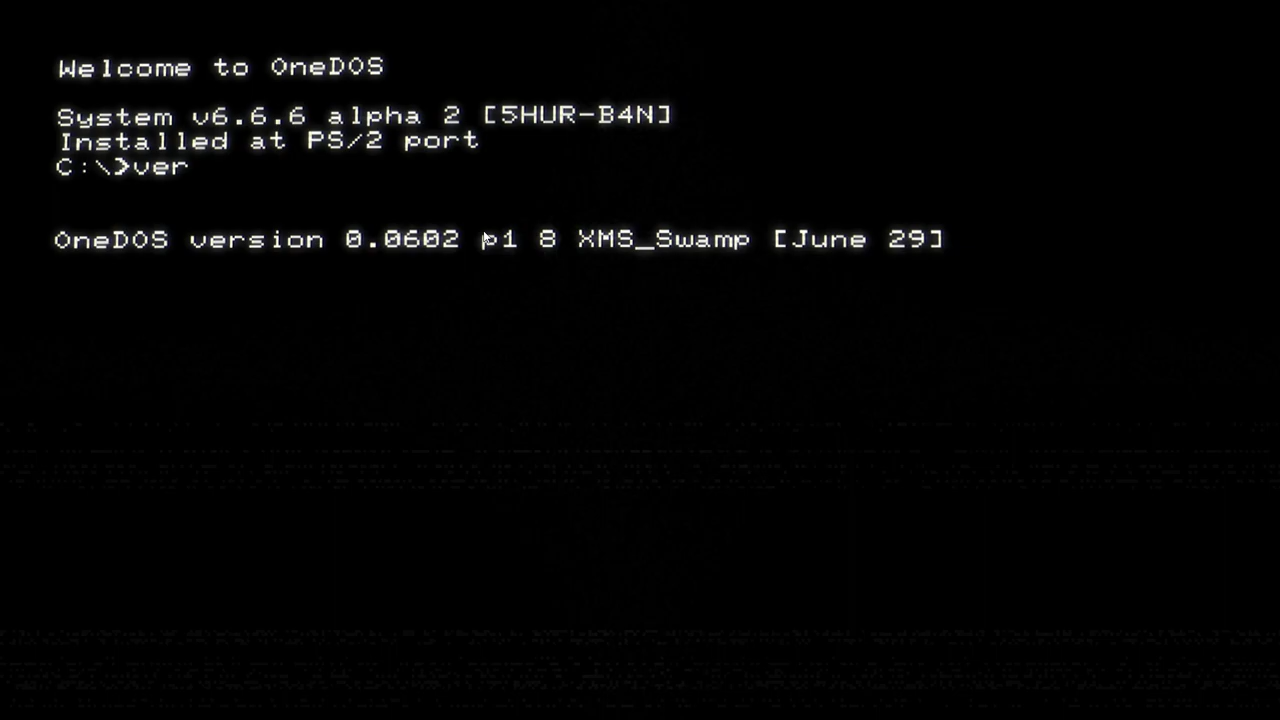 Welcome to OneDOS
System v6.6.6 alpha 2 [5HUR-B4N]
Installed at PS/2 port
C:\>ver
OneDOS version 0.0602 p1 8 XMS_Swamp [June 29]